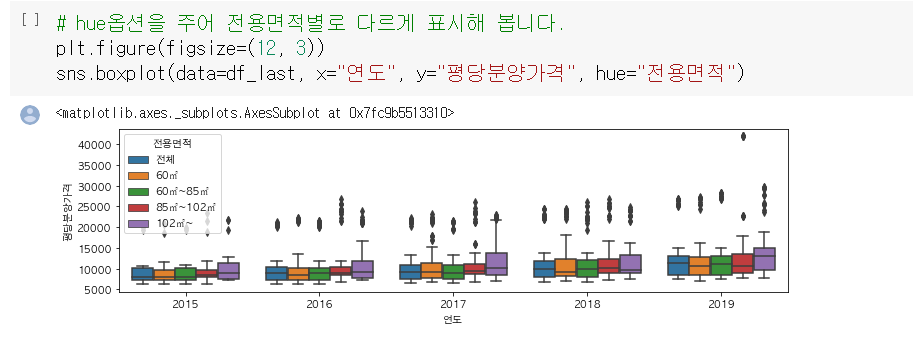 [ ] # hue옵션을 주어 전용면적별로 다르게 표시해 봅니다.
plt.figure(figsize=(12, 3))
sns.boxplot(data=df_last, x="연도", y="평당분양가격", hue="전용면적")
<matplotlib.axes._subplots.AxesSubplot at 0x7fc9b5513310>
전용면적
전체
60㎡
60㎡~85㎡
85㎡~102㎡
102㎡~
평당분양가격
40000
35000
30000
25000
20000
15000
10000
5000
2015 2016 2017 2018 2019
연도